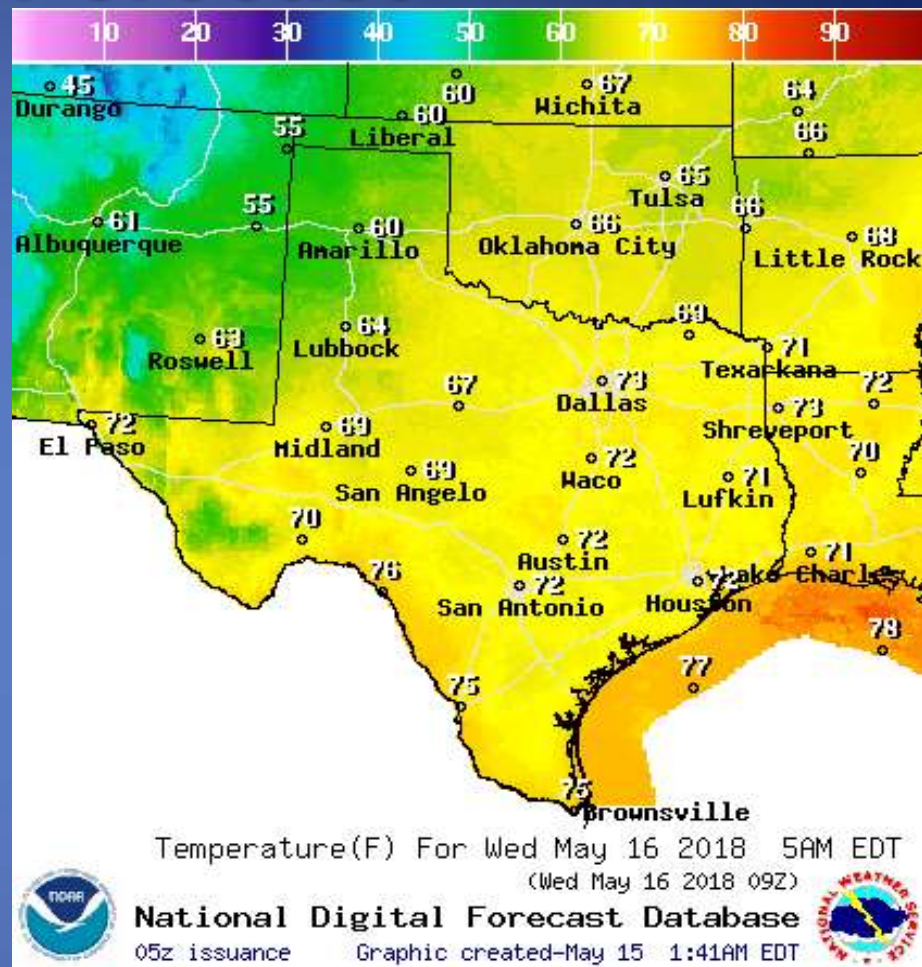 10 20 30 40 50 60 70 80 90
45
Durango
60
67
Wichita
64
60
Liberal
55
66
65
Tulsa
61
Albuquerque
55
60
Amarillo
66
Oklahoma City
66
68
Little Rock
63
Roswell
64
Lubbock
69
71
Texarkana
67
73
Dallas
72
73
Shreveport
72
El Paso
69
Midland
69
San Angelo
72
Waco
71
Lufkin
70
70
72
Austin
71
Lake Charles
76
72
San Antonio
72
Houston
78
77
75
75
Brownsville
Temperature(F) For Wed May 16 2018 5AM EDT
(Wed May 16 2018 09Z)
National Digital Forecast Database
05z issuance Graphic created-May 15 1:41AM EDT
NOAA
NATIONAL WEATHER SERVICE